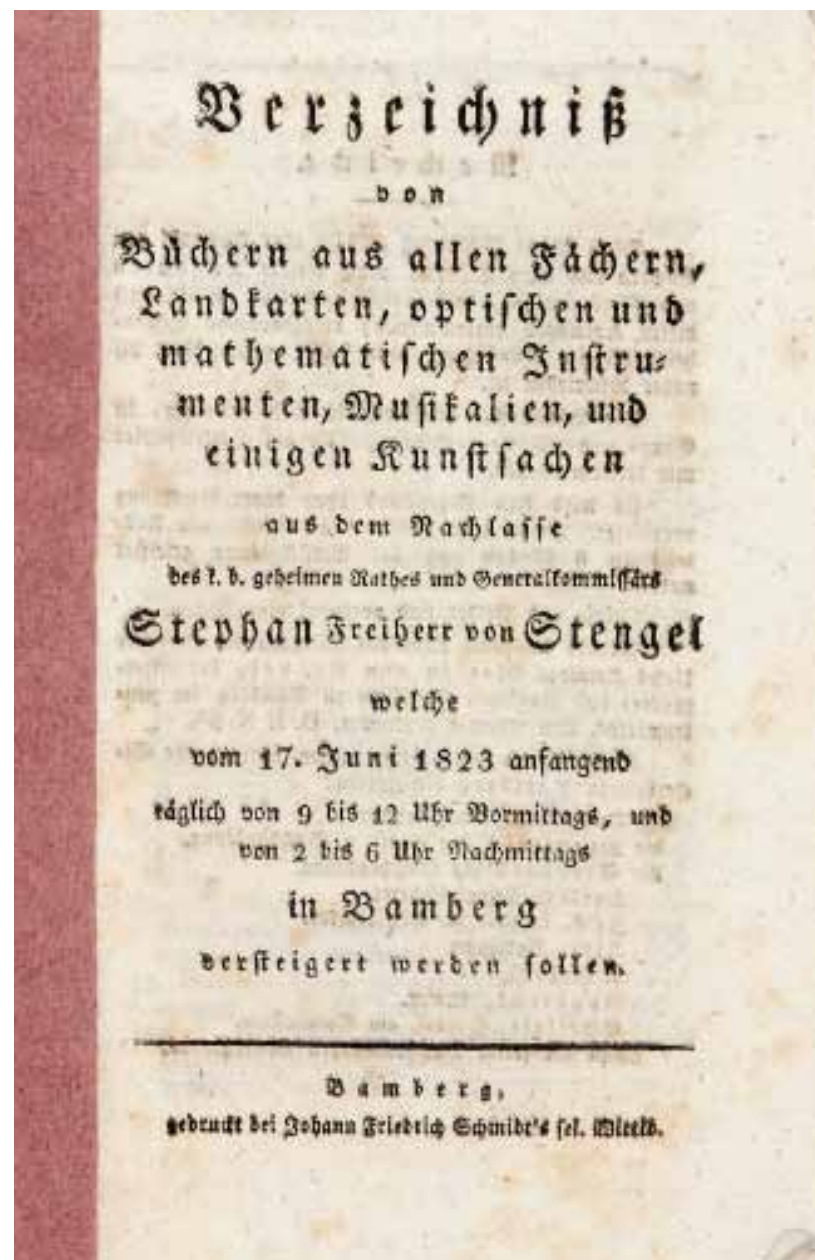 Verzeichniß
von
Büchern aus allen Fächern,
Landkarten, optiſchen und
mathematiſchen Inſtru-
menten, Muſikalien, und
einigen Kunſtſachen
aus dem Nachlaſſe
des k. b. geheimen Rathes und Generalkommiſſärs
Stephan Freiherr von Stengel
welche
vom 17. Juni 1823 anfangend
täglich von 9 bis 12 Uhr Vormittags, und
von 2 bis 6 Uhr Nachmittags
in Bamberg
verſteigert werden ſollen.
Bamberg,
gedruckt bei Johann Friedrich Schmidt's ſel.